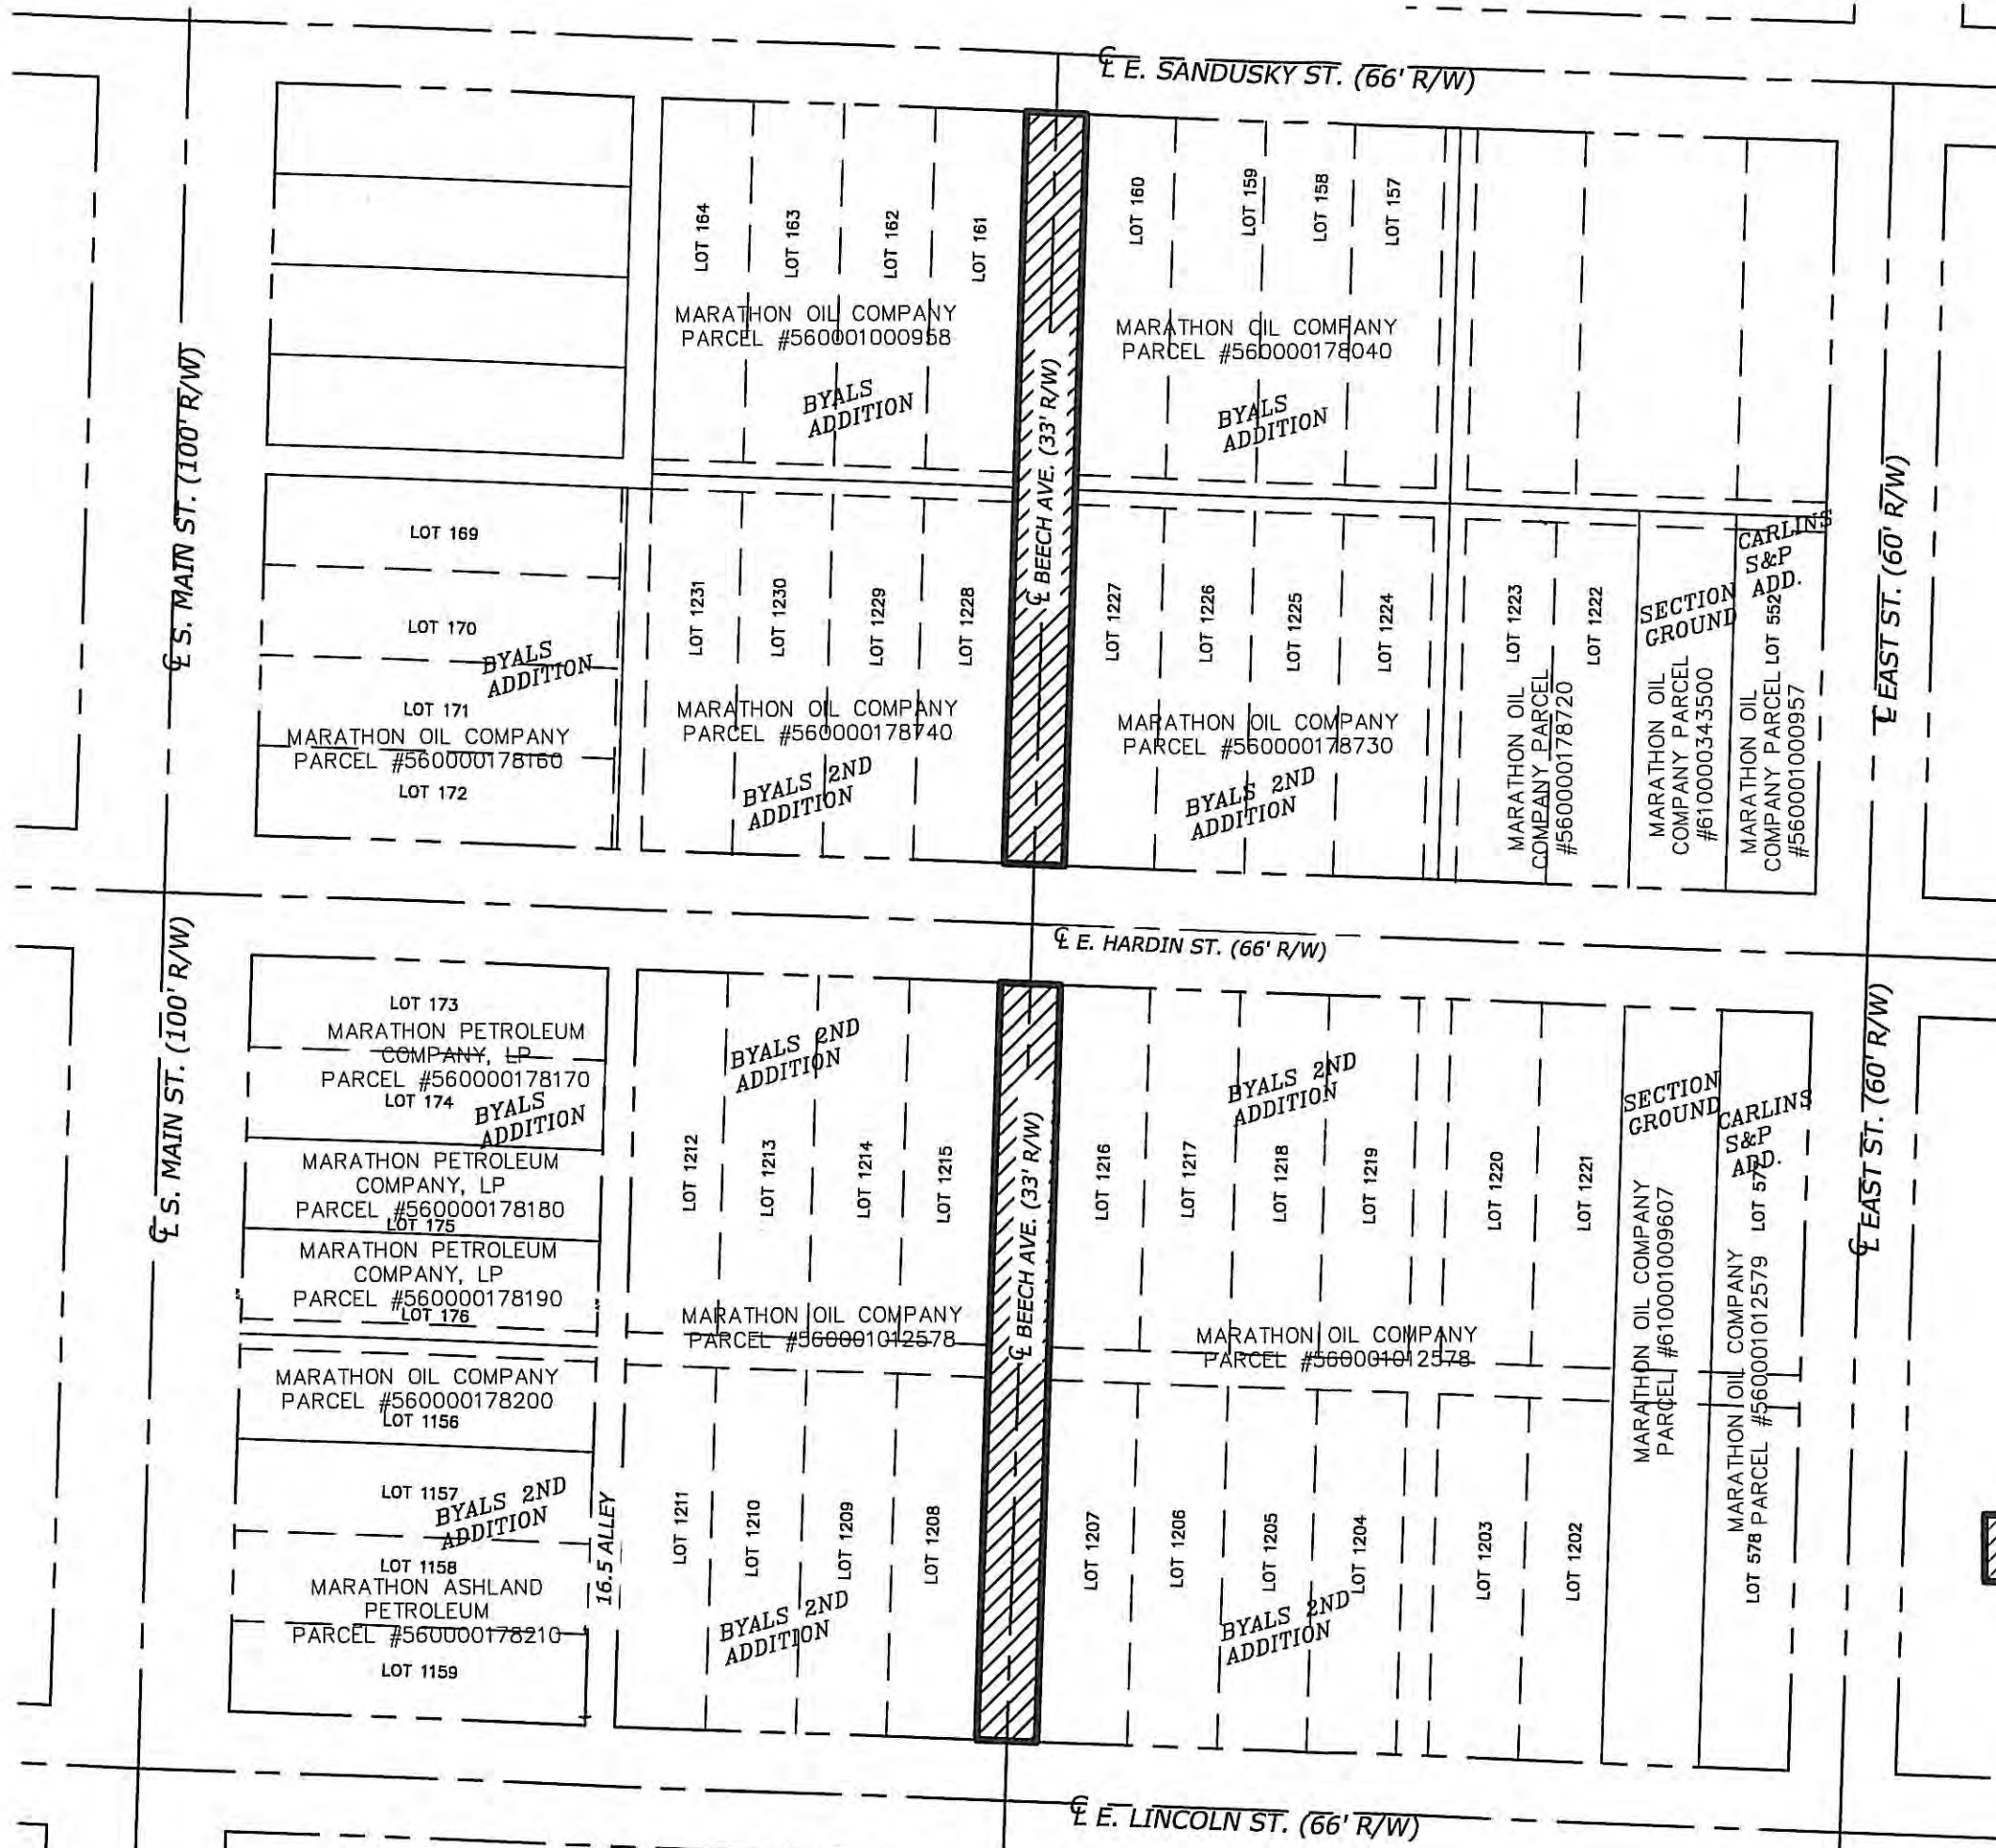 ℄ E. SANDUSKY ST. (66' R/W)
LOT 164
LOT 163
LOT 162
LOT 161
LOT 160
LOT 159
LOT 158
LOT 157
MARATHON OIL COMPANY
PARCEL #560001000958
MARATHON OIL COMPANY
PARCEL #560000178040
BYALS
ADDITION
BYALS
ADDITION
℄ S. MAIN ST. (100' R/W)
℄ BEECH AVE. (33' R/W)
℄ EAST ST. (60' R/W)
LOT 169
LOT 170
BYALS
ADDITION
LOT 171
MARATHON OIL COMPANY
PARCEL #560000178160
LOT 172
LOT 1231
LOT 1230
LOT 1229
LOT 1228
MARATHON OIL COMPANY
PARCEL #560000178740
BYALS 2ND
ADDITION
LOT 1227
LOT 1226
LOT 1225
LOT 1224
MARATHON OIL COMPANY
PARCEL #560000178730
BYALS 2ND
ADDITION
LOT 1223
LOT 1222
MARATHON OIL
COMPANY PARCEL
#560000178720
SECTION
GROUND
MARATHON OIL
COMPANY PARCEL
#610000343500
CARLINS
S&P
ADD.
LOT 552
MARATHON OIL
COMPANY PARCEL
#560001000957
℄ E. HARDIN ST. (66' R/W)
℄ S. MAIN ST. (100' R/W)
LOT 173
MARATHON PETROLEUM
COMPANY, LP
PARCEL #560000178170
LOT 174
BYALS
ADDITION
MARATHON PETROLEUM
COMPANY, LP
PARCEL #560000178180
LOT 175
MARATHON PETROLEUM
COMPANY, LP
PARCEL #560000178190
LOT 176
MARATHON OIL COMPANY
PARCEL #560000178200
LOT 1156
LOT 1157
BYALS 2ND
ADDITION
LOT 1158
MARATHON ASHLAND
PETROLEUM
PARCEL #560000178210
LOT 1159
16.5 ALLEY
BYALS 2ND
ADDITION
LOT 1212
LOT 1213
LOT 1214
LOT 1215
MARATHON OIL COMPANY
PARCEL #560001012578
LOT 1211
LOT 1210
LOT 1209
LOT 1208
BYALS 2ND
ADDITION
℄ BEECH AVE. (33' R/W)
BYALS 2ND
ADDITION
LOT 1216
LOT 1217
LOT 1218
LOT 1219
LOT 1220
LOT 1221
MARATHON OIL COMPANY
PARCEL #560001012578
LOT 1207
LOT 1206
LOT 1205
LOT 1204
LOT 1203
LOT 1202
BYALS 2ND
ADDITION
SECTION
GROUND
MARATHON OIL COMPANY
PARCEL #610001009607
CARLINS
S&P
ADD.
LOT 577
MARATHON OIL COMPANY
PARCEL #560001012579
LOT 578
℄ EAST ST. (60' R/W)
℄ E. LINCOLN ST. (66' R/W)